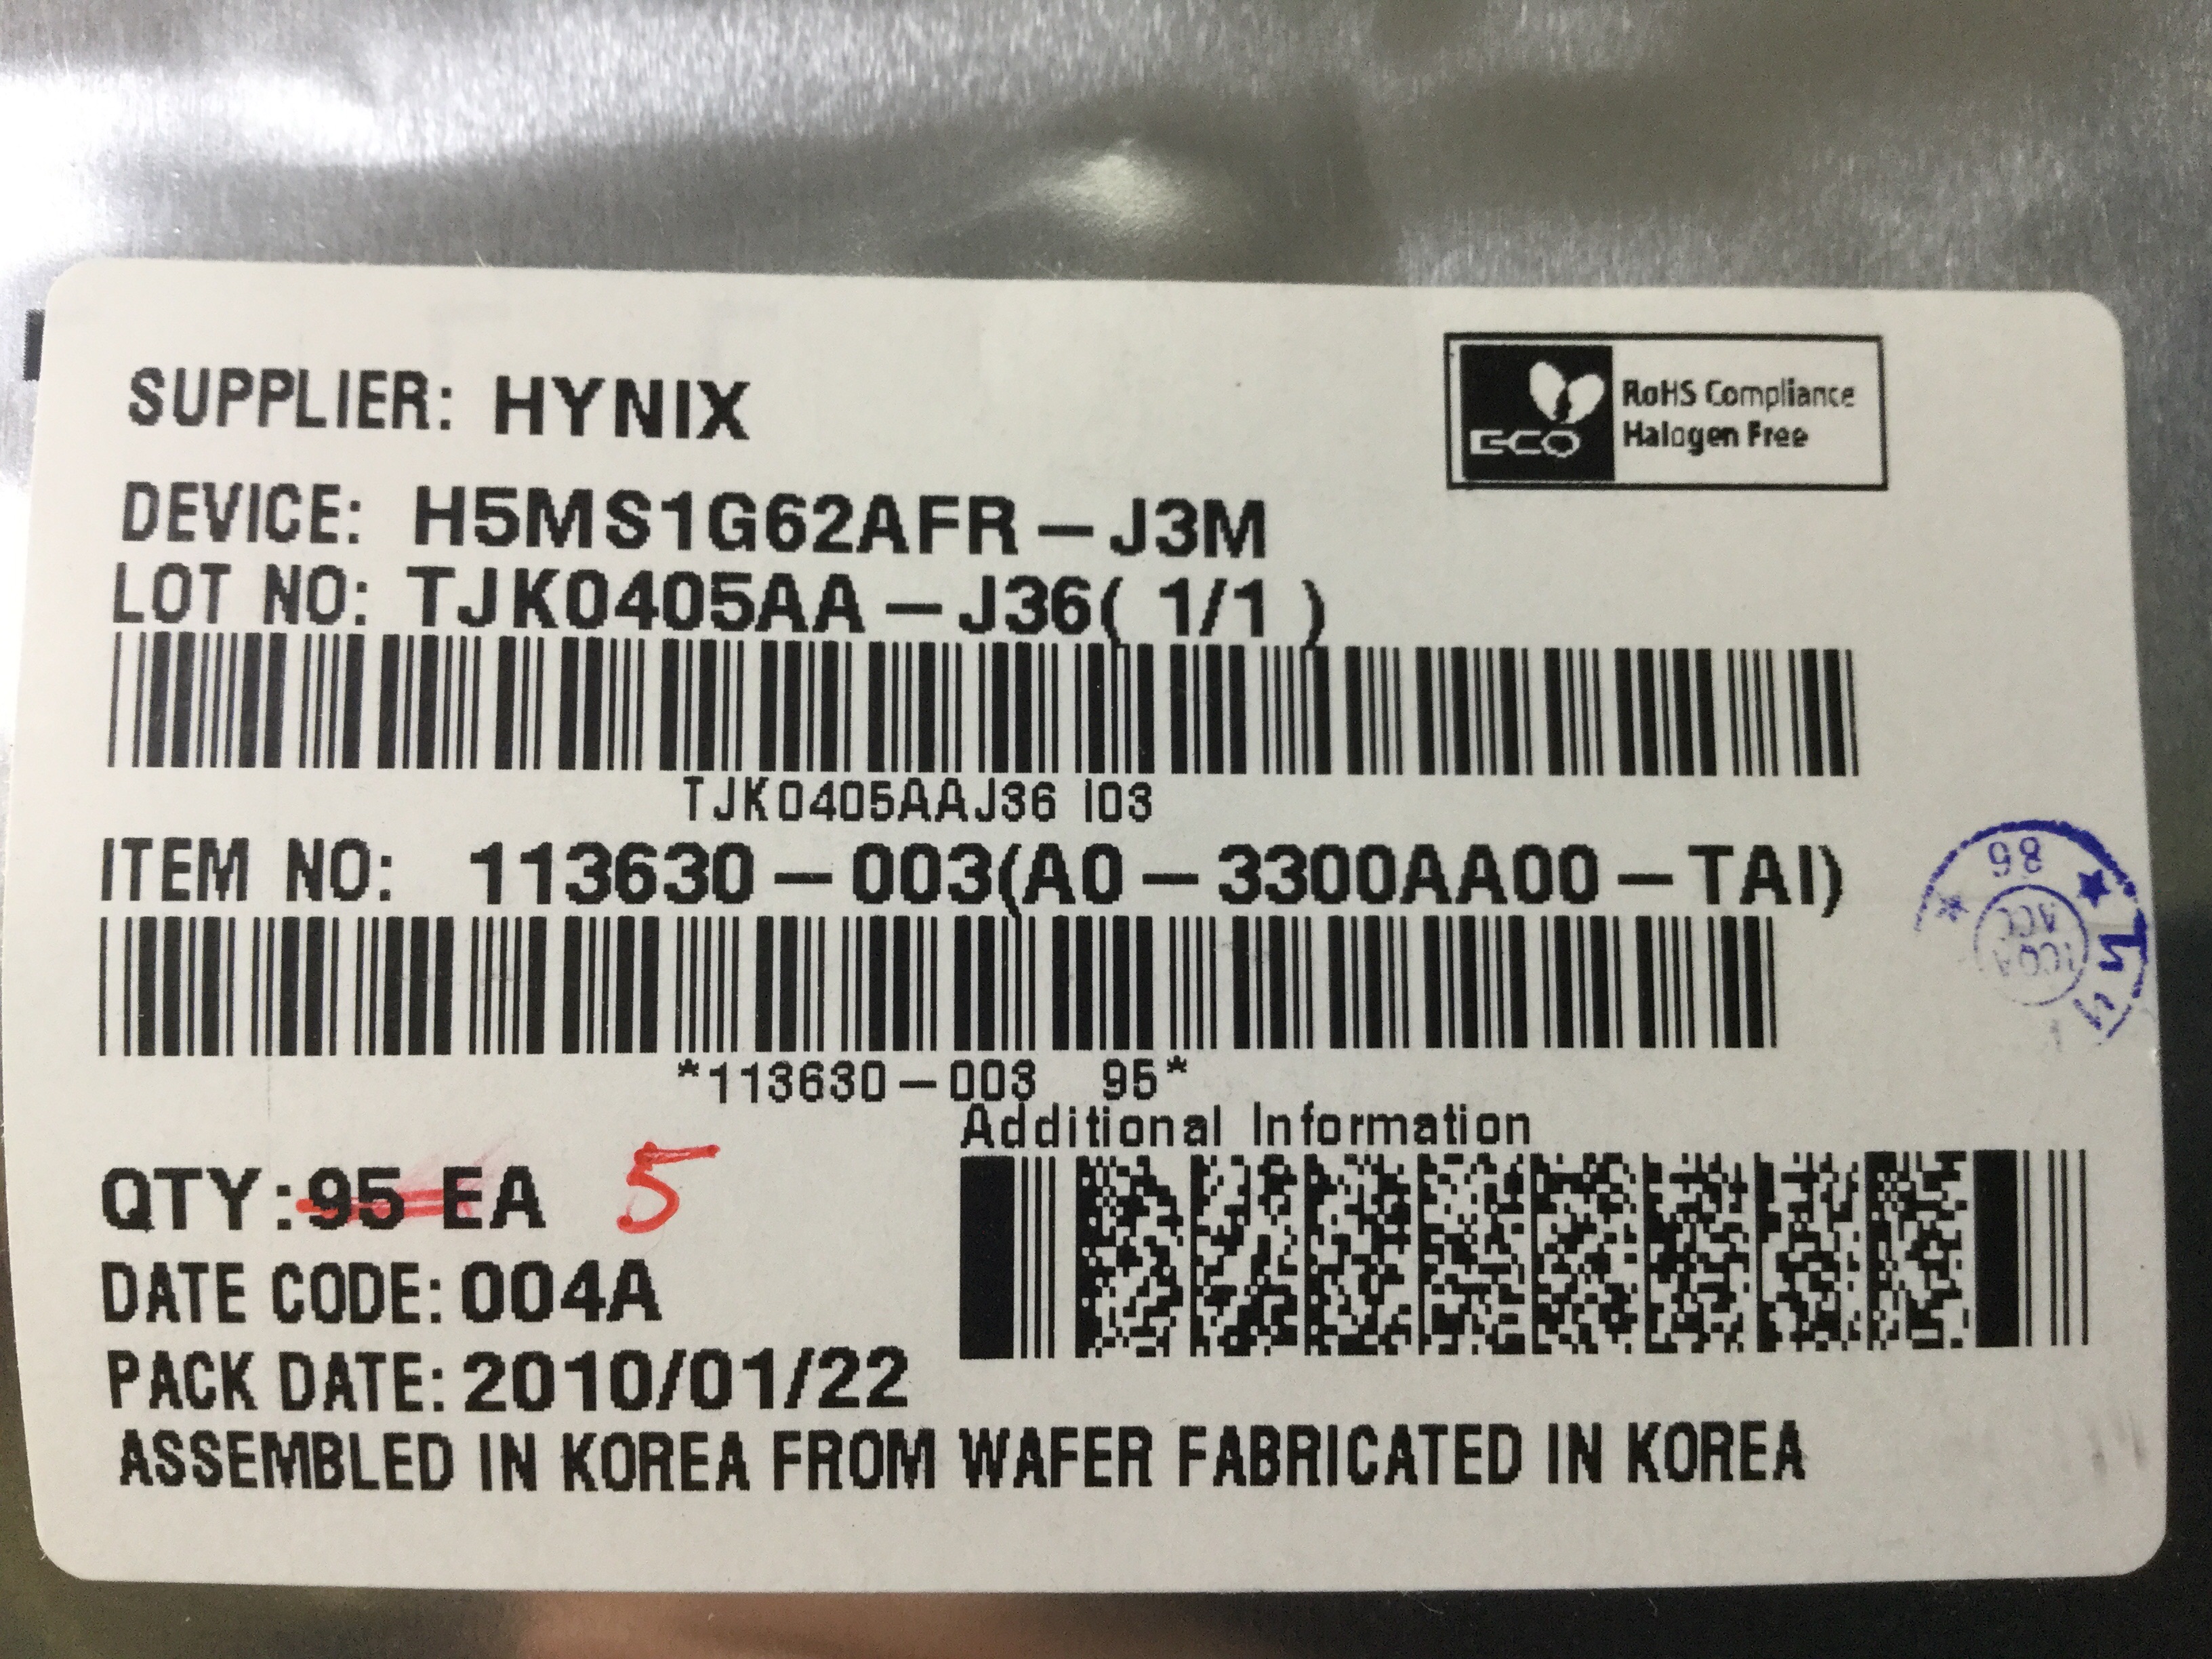 SUPPLIER: HYNIX
ECO
RoHS Compliance
Halogen Free
DEVICE: H5MS1G62AFR-J3M
LOT NO: TJK0405AA-J36( 1/1 )
TJK0405AAJ36 I03
ITEM NO: 113630-003(A0-3300AA00-TAI)
*113630-003 95*
Additional Information
QTY:95 EA 5
DATE CODE:004A
PACK DATE:2010/01/22
ASSEMBLED IN KOREA FROM WAFER FABRICATED IN KOREA